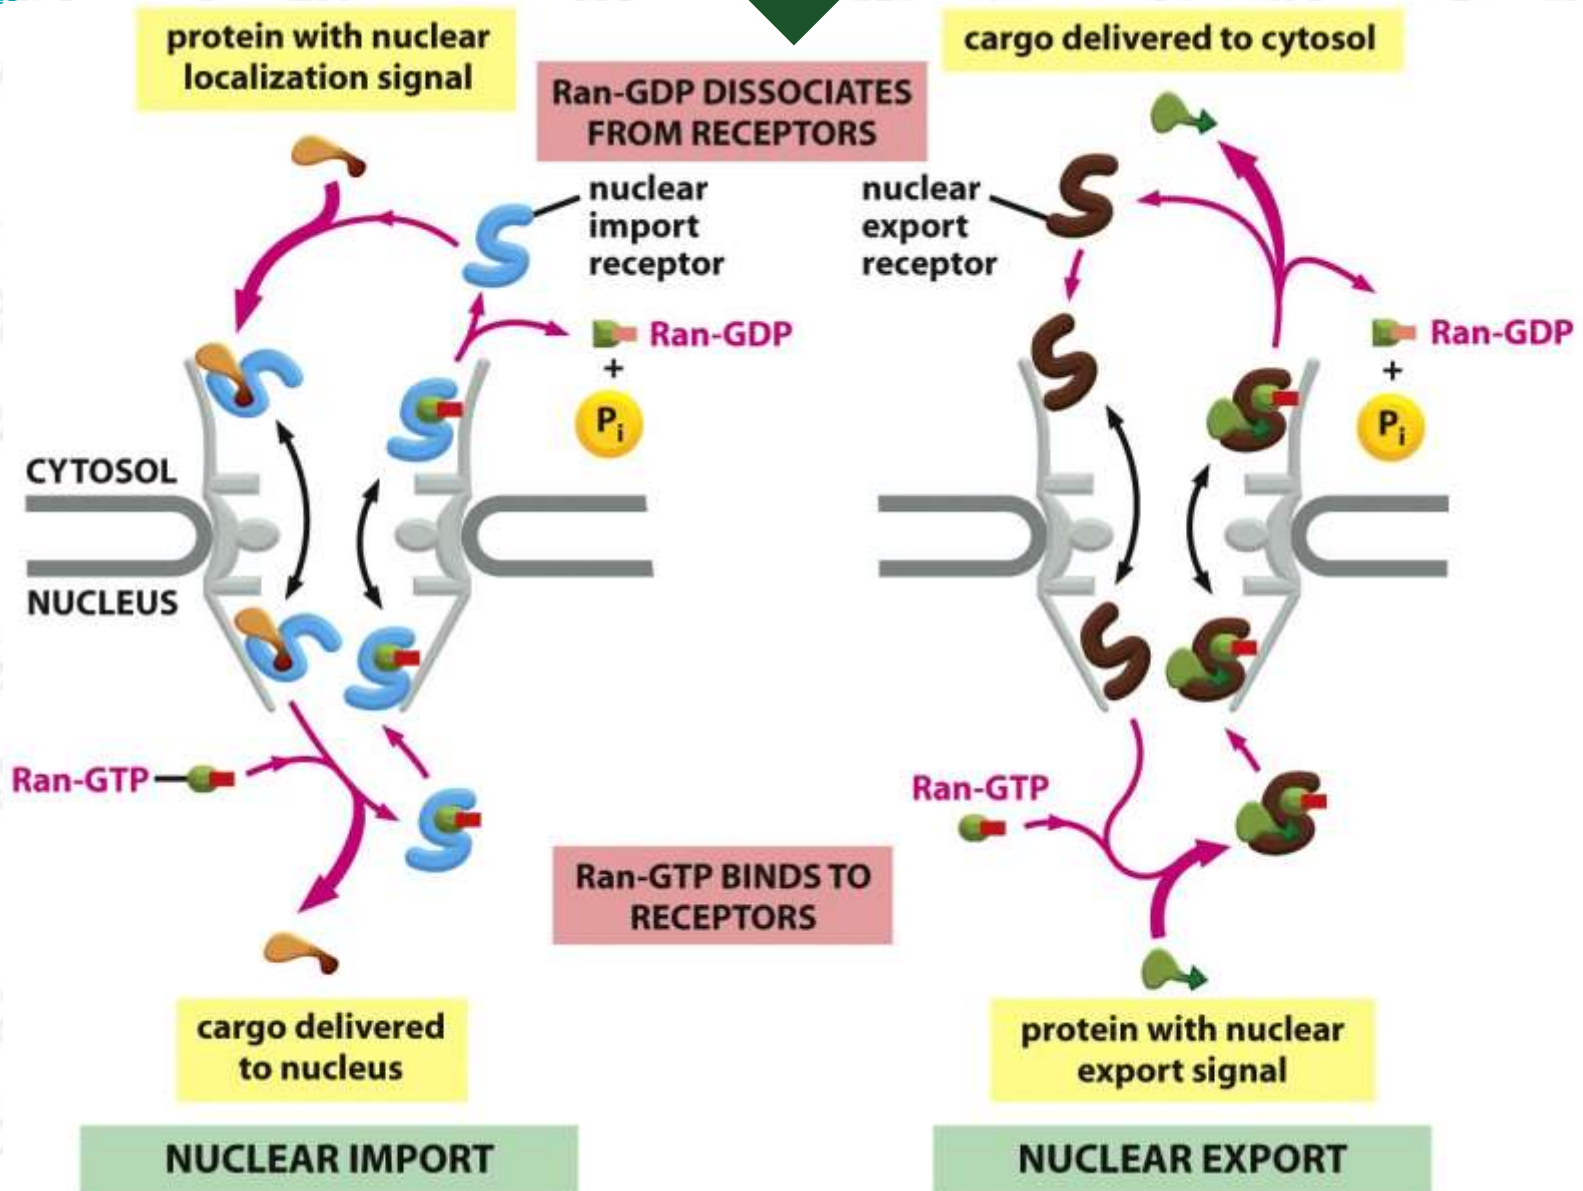 protein with nuclear
localization signal
Ran-GDP DISSOCIATES
FROM RECEPTORS
nuclear
import
receptor
Ran-GDP
+
Pi
CYTOSOL
NUCLEUS
Ran-GTP
cargo delivered
to nucleus
NUCLEAR IMPORT
Ran-GTP BINDS TO
RECEPTORS
cargo delivered to cytosol
nuclear
export
receptor
Ran-GDP
+
Pi
Ran-GTP
protein with nuclear
export signal
NUCLEAR EXPORT